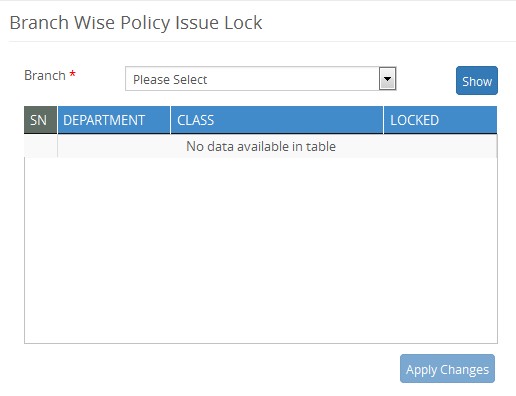 Branch Wise Policy Issue Lock
Branch * Please Select Show
SN DEPARTMENT CLASS LOCKED
No data available in table
Apply Changes